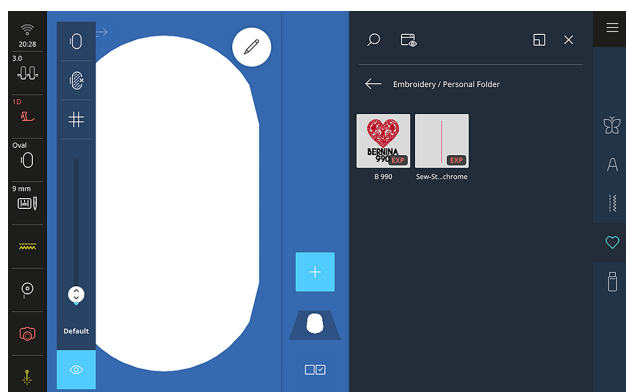 20:28
3.0
1D
Oval
9 mm
Default
Embroidery / Personal Folder
BERNINA
990
EXP
B 990
EXP
Sew-St...chrome
A